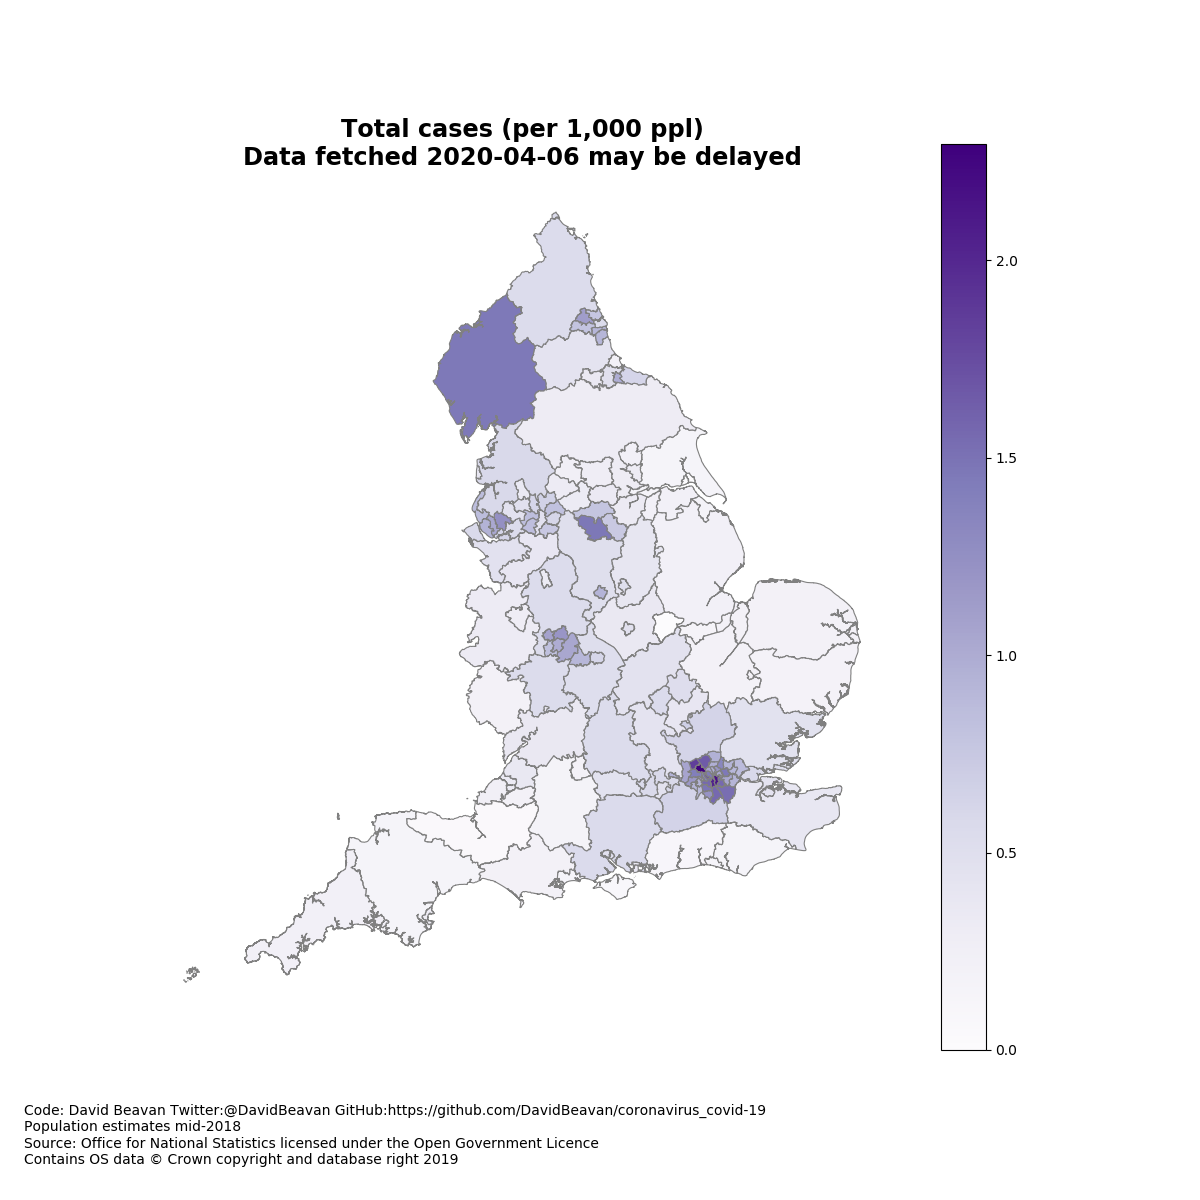 Total cases (per 1,000 ppl)
Data fetched 2020-04-06 may be delayed
2.0
1.5
1.0
0.5
0.0
Code: David Beavan Twitter:@DavidBeavan GitHub:https://github.com/DavidBeavan/coronavirus_covid-19
Population estimates mid-2018
Source: Office for National Statistics licensed under the Open Government Licence
Contains OS data © Crown copyright and database right 2019